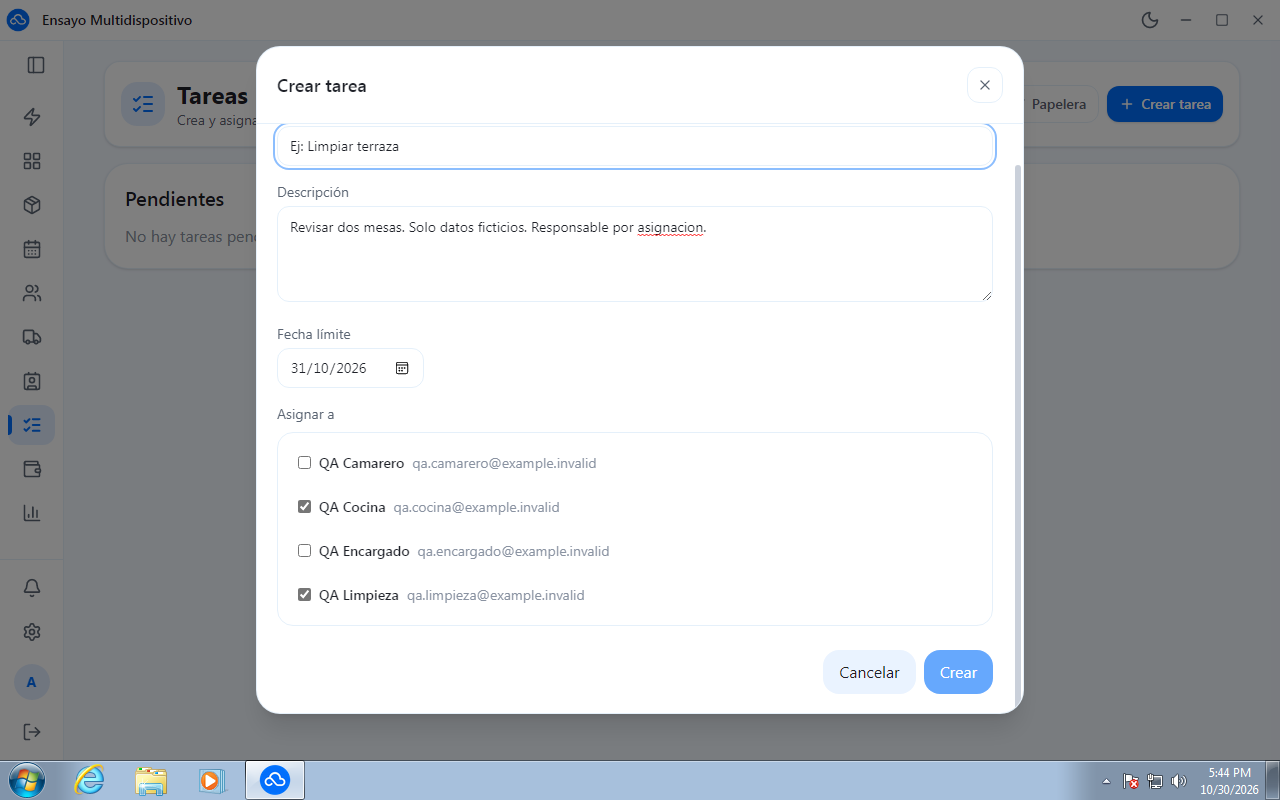 Ensayo Multidispositivo
Tareas
Crea y asigna
Papelera
+ Crear tarea
Pendientes
No hay tareas pen
Crear tarea
Ej: Limpiar terraza
Descripción
Revisar dos mesas. Solo datos ficticios. Responsable por asignacion.
Fecha límite
31/10/2026
Asignar a
QA Camarero qa.camarero@example.invalid
QA Cocina qa.cocina@example.invalid
QA Encargado qa.encargado@example.invalid
QA Limpieza qa.limpieza@example.invalid
Cancelar
Crear
A
5:44 PM
10/30/2026